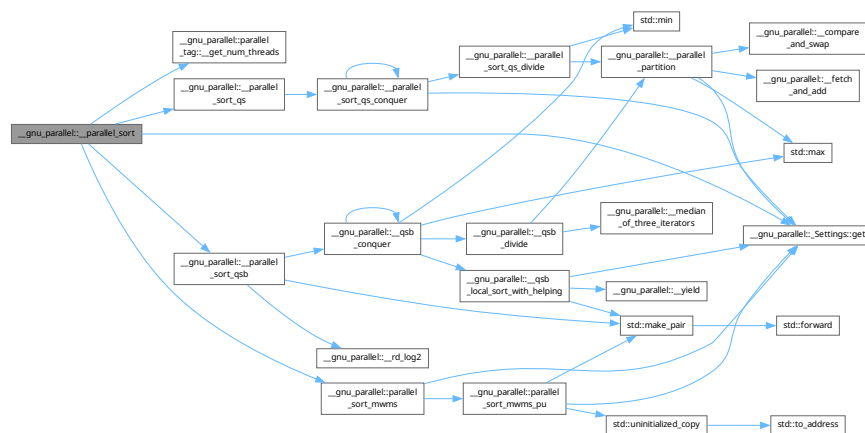 __gnu_parallel::__parallel_sort
__gnu_parallel::parallel
_tag::__get_num_threads
__gnu_parallel::__parallel
_sort_qs
__gnu_parallel::__parallel
_sort_qs_conquer
__gnu_parallel::__parallel
_sort_qs_divide
std::min
__gnu_parallel::__parallel
_partition
__gnu_parallel::__compare
_and_swap
__gnu_parallel::__fetch
_and_add
std::max
__gnu_parallel::_Settings::get
__gnu_parallel::__parallel
_sort_qsb
__gnu_parallel::__qsb
_conquer
__gnu_parallel::__qsb
_divide
__gnu_parallel::__median
_of_three_iterators
__gnu_parallel::__qsb
_local_sort_with_helping
__gnu_parallel::__yield
std::make_pair
std::forward
__gnu_parallel::__rd_log2
__gnu_parallel::parallel
_sort_mwms
__gnu_parallel::parallel
_sort_mwms_pu
std::uninitialized_copy
std::to_address